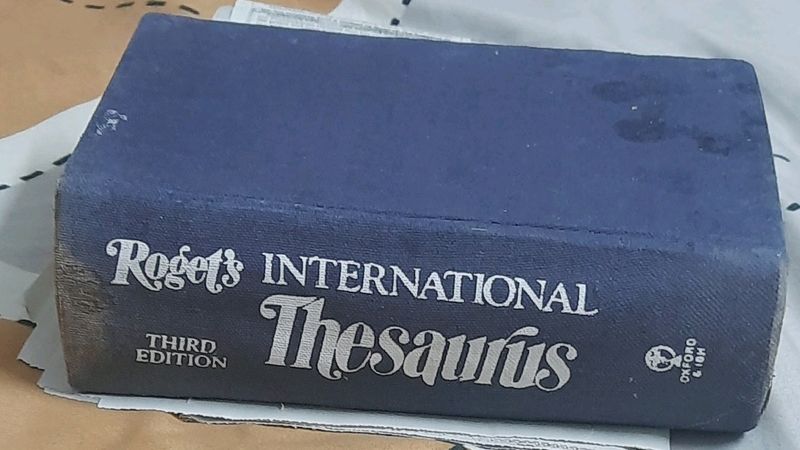 Roget's INTERNATIONAL
Thesaurus
THIRD
EDITION
OXFORD
& IBH